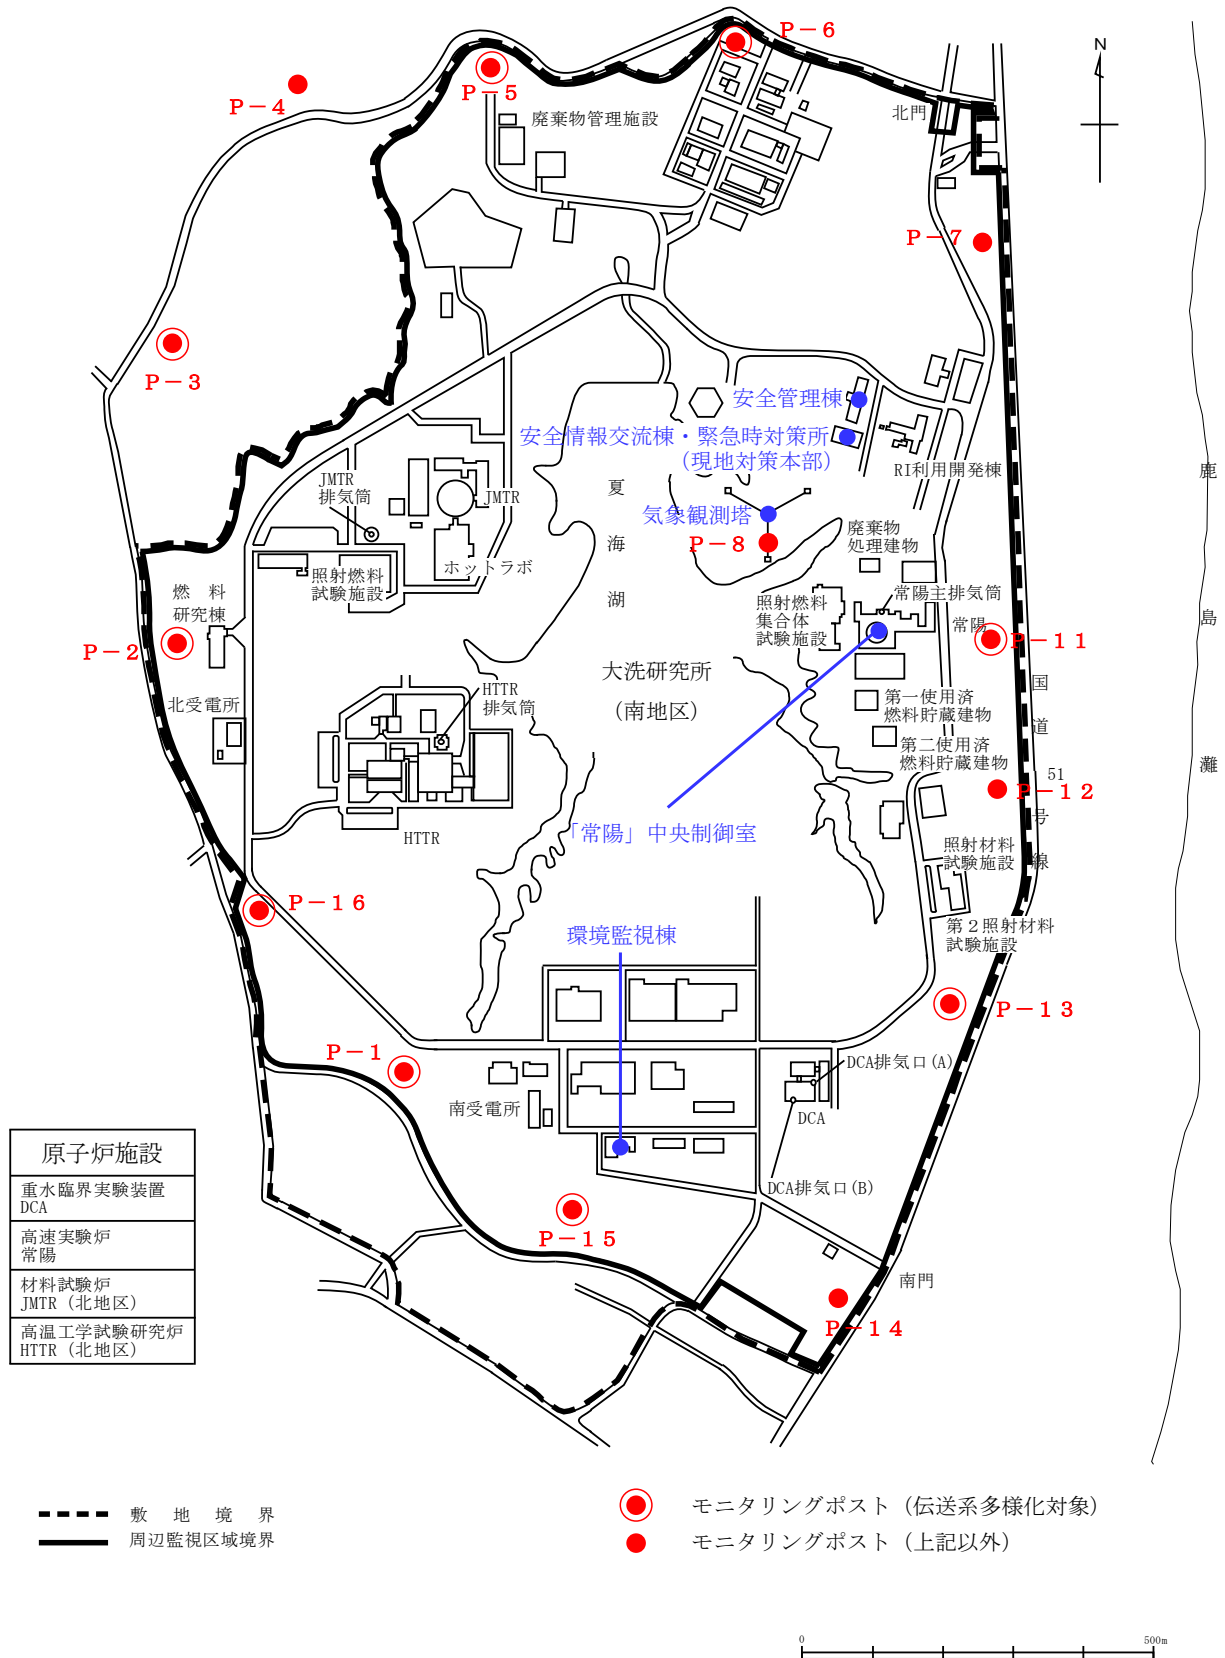 P－6
N
P－5
P－4
北門
廃棄物管理施設
P－7
P－3
安全管理棟
安全情報交流棟・緊急時対策所
（現地対策本部）
RI利用開発棟
鹿
島
灘
JMTR
排気筒
JMTR
夏
海
湖
気象観測塔
P－8
廃棄物
処理建物
ホットラボ
照射燃料
試験施設
燃　料
研究棟
常陽主排気筒
照射燃料
集合体
試験施設
常陽
P－11
P－2
大洗研究所
（南地区）
HTTR
排気筒
北受電所
第一使用済
燃料貯蔵建物
国
道
51
号
線
第二使用済
燃料貯蔵建物
P－12
「常陽」中央制御室
HTTR
照射材料
試験施設
P－16
第２照射材料
試験施設
環境監視棟
P－13
P－1
DCA排気口(A)
南受電所
DCA
原子炉施設
重水臨界実験装置
DCA
高速実験炉
常陽
材料試験炉
JMTR（北地区）
高温工学試験研究炉
HTTR（北地区）
DCA排気口(B)
P－15
南門
P－14
敷　地　境　界
周辺監視区域境界
モニタリングポスト（伝送系多様化対象）
モニタリングポスト（上記以外）
0
500m